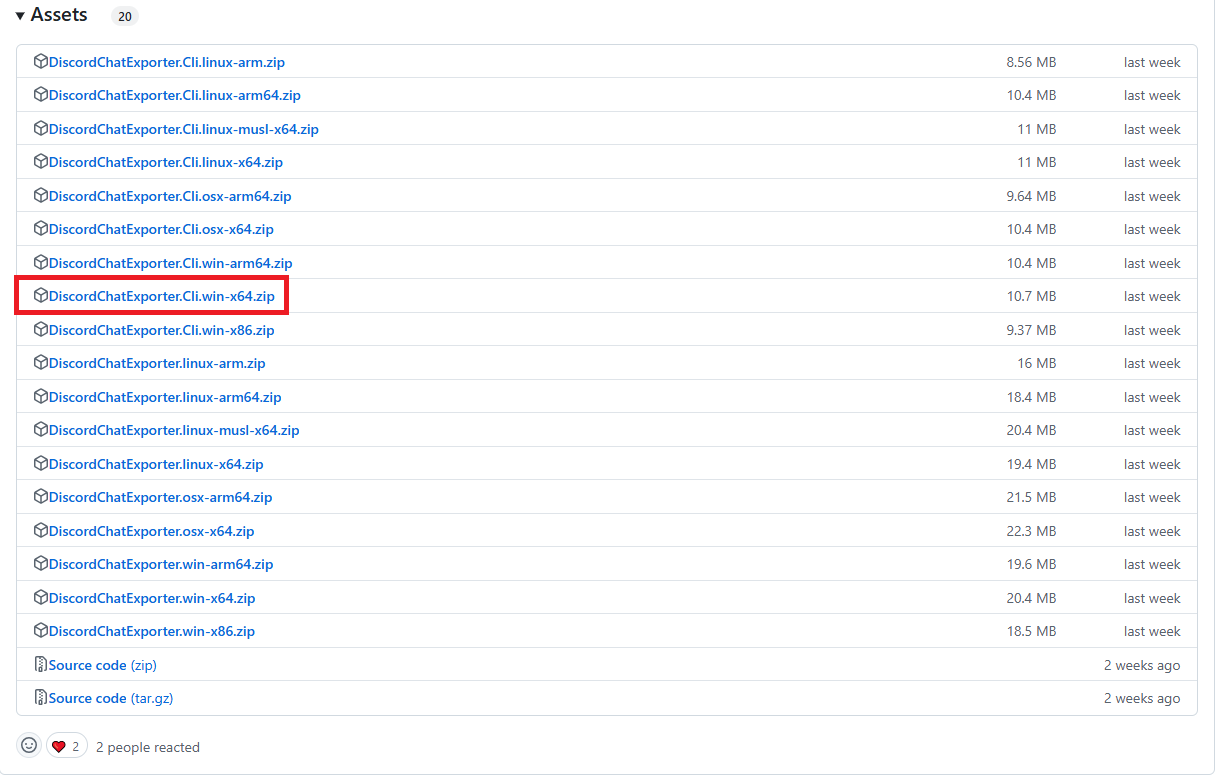 Assets 20
DiscordChatExporter.Cli.linux-arm.zip 8.56 MB last week
DiscordChatExporter.Cli.linux-arm64.zip 10.4 MB last week
DiscordChatExporter.Cli.linux-musl-x64.zip 11 MB last week
DiscordChatExporter.Cli.linux-x64.zip 11 MB last week
DiscordChatExporter.Cli.osx-arm64.zip 9.64 MB last week
DiscordChatExporter.Cli.osx-x64.zip 10.4 MB last week
DiscordChatExporter.Cli.win-arm64.zip 10.4 MB last week
DiscordChatExporter.Cli.win-x64.zip 10.7 MB last week
DiscordChatExporter.Cli.win-x86.zip 9.37 MB last week
DiscordChatExporter.linux-arm.zip 16 MB last week
DiscordChatExporter.linux-arm64.zip 18.4 MB last week
DiscordChatExporter.linux-musl-x64.zip 20.4 MB last week
DiscordChatExporter.linux-x64.zip 19.4 MB last week
DiscordChatExporter.osx-arm64.zip 21.5 MB last week
DiscordChatExporter.osx-x64.zip 22.3 MB last week
DiscordChatExporter.win-arm64.zip 19.6 MB last week
DiscordChatExporter.win-x64.zip 20.4 MB last week
DiscordChatExporter.win-x86.zip 18.5 MB last week
Source code (zip) 2 weeks ago
Source code (tar.gz) 2 weeks ago
2 2 people reacted